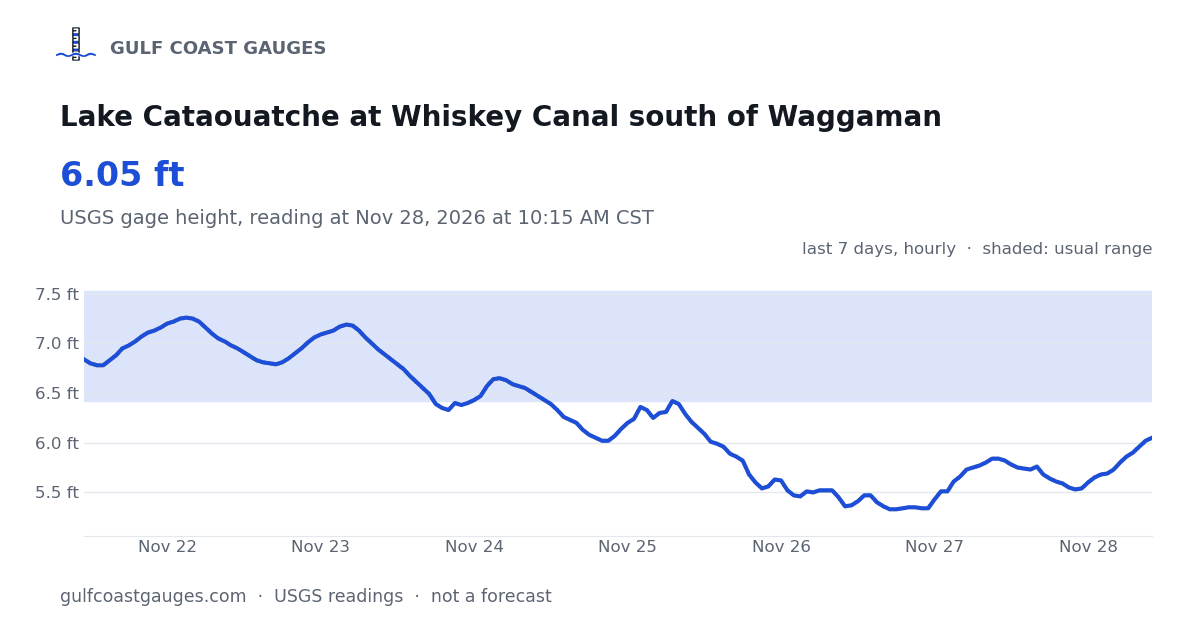 GULF COAST GAUGES
Lake Cataouatche at Whiskey Canal south of Waggaman
6.05 ft
USGS gage height, reading at Nov 28, 2026 at 10:15 AM CST
last 7 days, hourly · shaded: usual range
7.5 ft
7.0 ft
6.5 ft
6.0 ft
5.5 ft
Nov 22 Nov 23 Nov 24 Nov 25 Nov 26 Nov 27 Nov 28
gulfcoastgauges.com · USGS readings · not a forecast